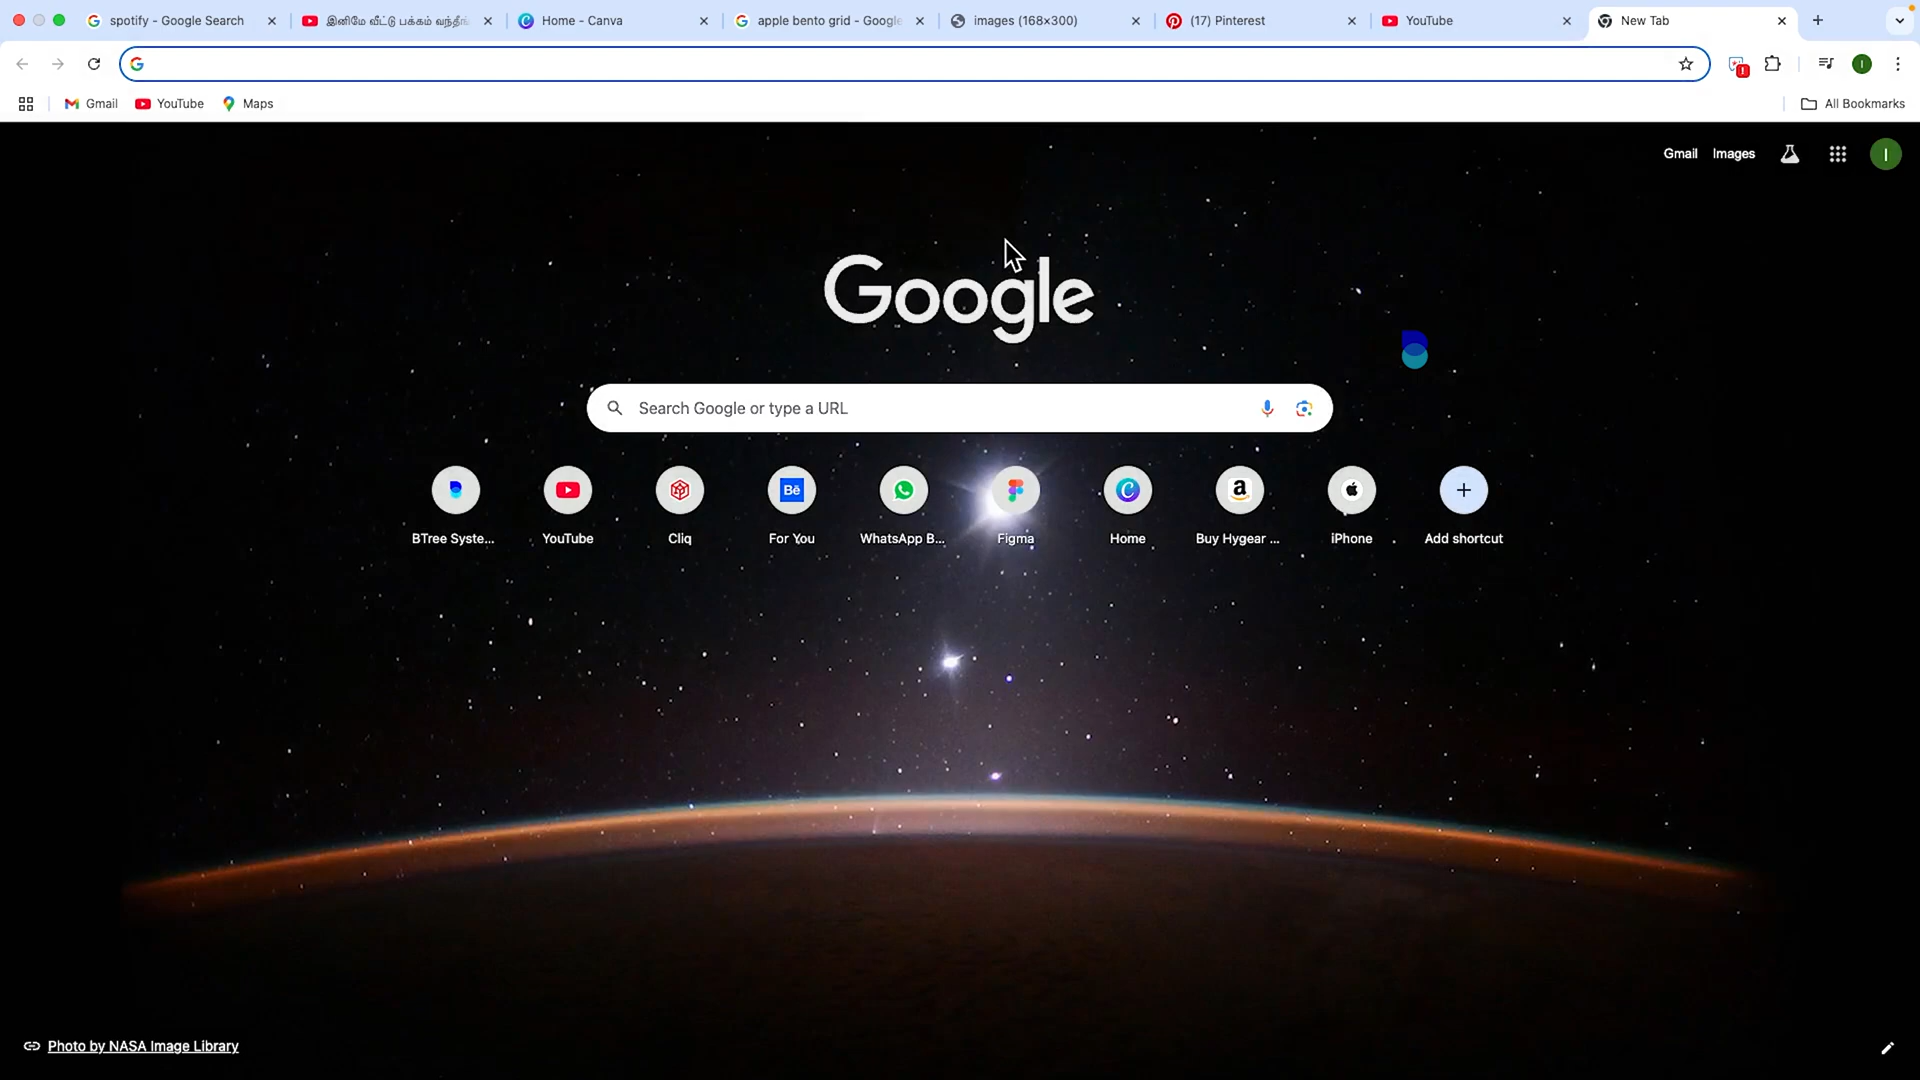 spotify - Google Search
இனிமே வீட்டு பக்கம் வந்தீங்
Home - Canva
apple bento grid - Google
images (168×300)
(17) Pinterest
YouTube
New Tab
Gmail
YouTube
Maps
All Bookmarks
Gmail
Images
I
Google
Search Google or type a URL
BTree Syste...
YouTube
Cliq
Bē
For You
WhatsApp B...
Figma
Home
Buy Hygear ...
iPhone
Add shortcut
Photo by NASA Image Library